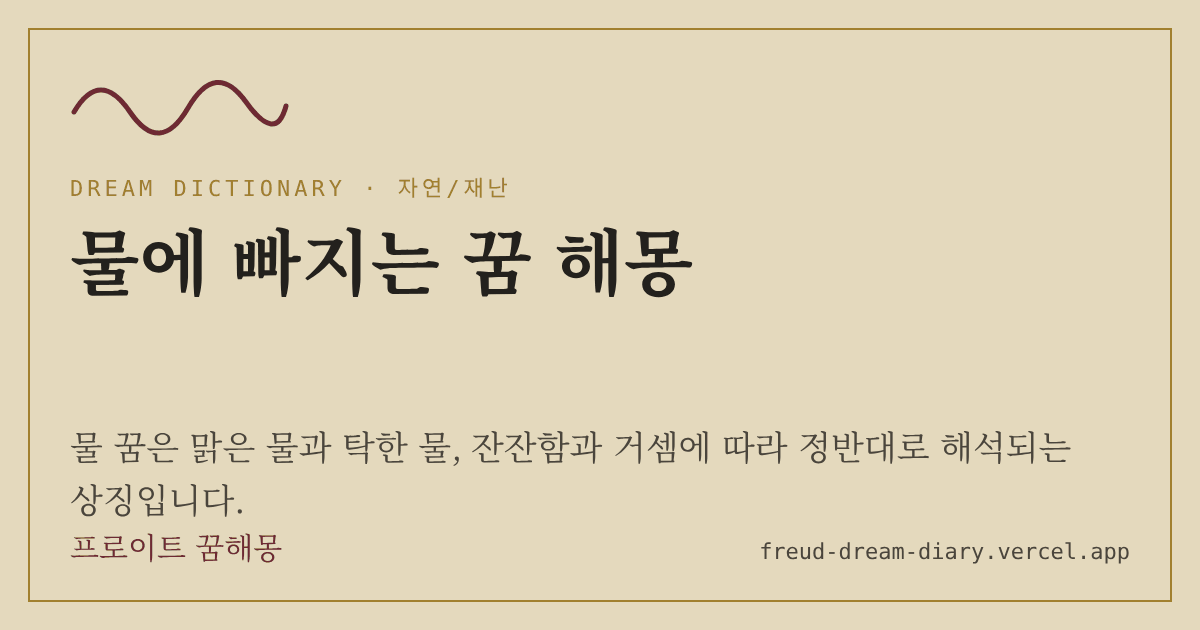 DREAM DICTIONARY · 자연/재난
물에 빠지는 꿈 해몽
물 꿈은 맑은 물과 탁한 물, 잔잔함과 거셈에 따라 정반대로 해석되는
상징입니다.
프로이트 꿈해몽
freud-dream-diary.vercel.app